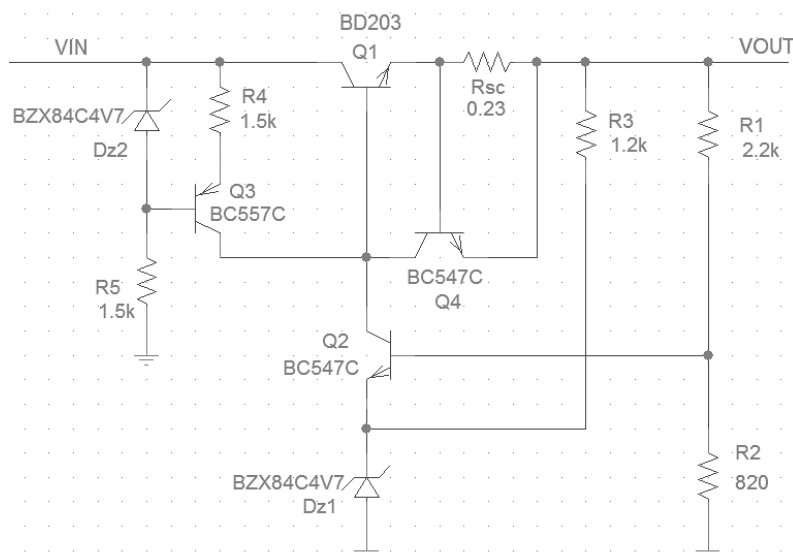 BD203
VIN
Q1
VOUT
Rsc
0.23
R4
1.5k
R3
1.2k
R1
2.2k
BZX84C4V7
Dz2
Q3
BC557C
R5
1.5k
BC547C
Q4
Q2
BC547C
BZX84C4V7
Dz1
R2
820